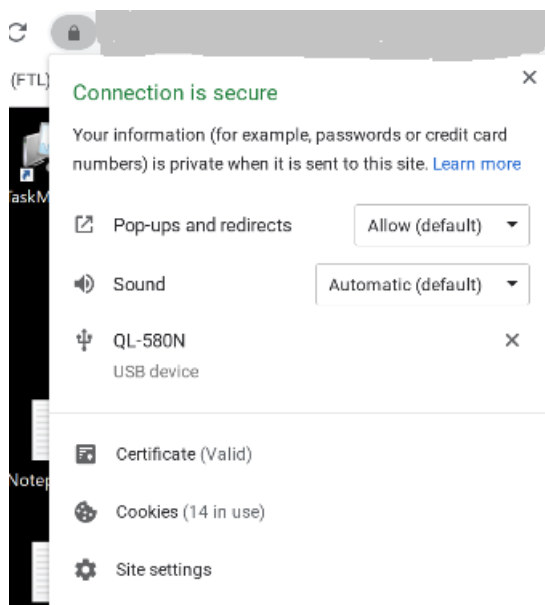 (FTL)
Connection is secure
Your information (for example, passwords or credit card
numbers) is private when it is sent to this site. Learn more
TaskM
Pop-ups and redirects Allow (default)
Sound Automatic (default)
QL-580N
USB device
Certificate (Valid)
Notep
Cookies (14 in use)
Site settings